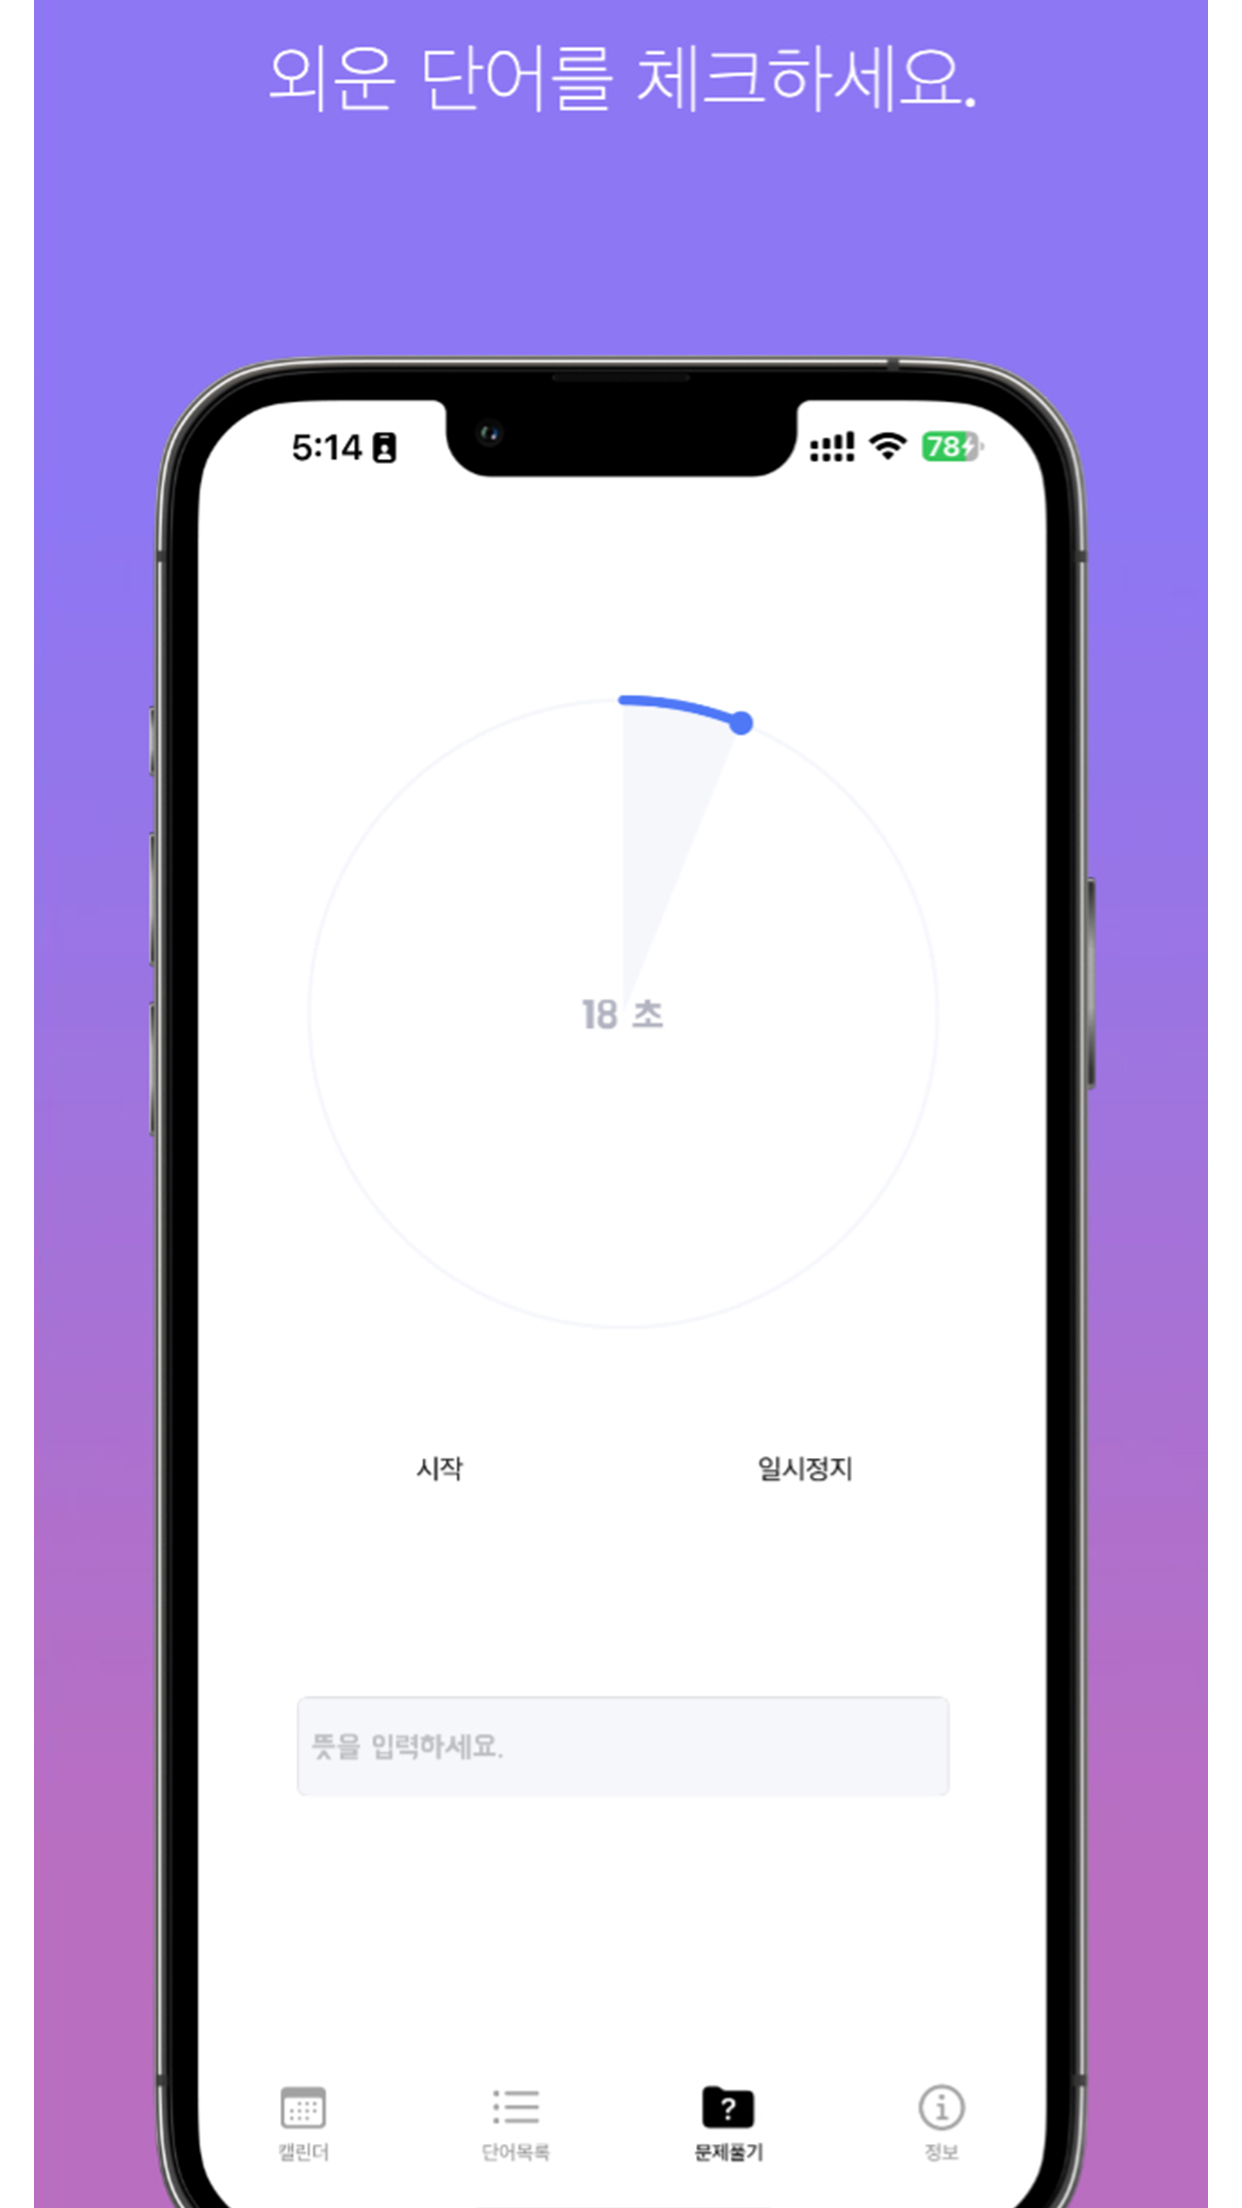 외운 단어를 체크하세요.
5:14
78
18 초
시작 일시정지
뜻을 입력하세요.
?
캘린더 단어목록 문제풀기 정보